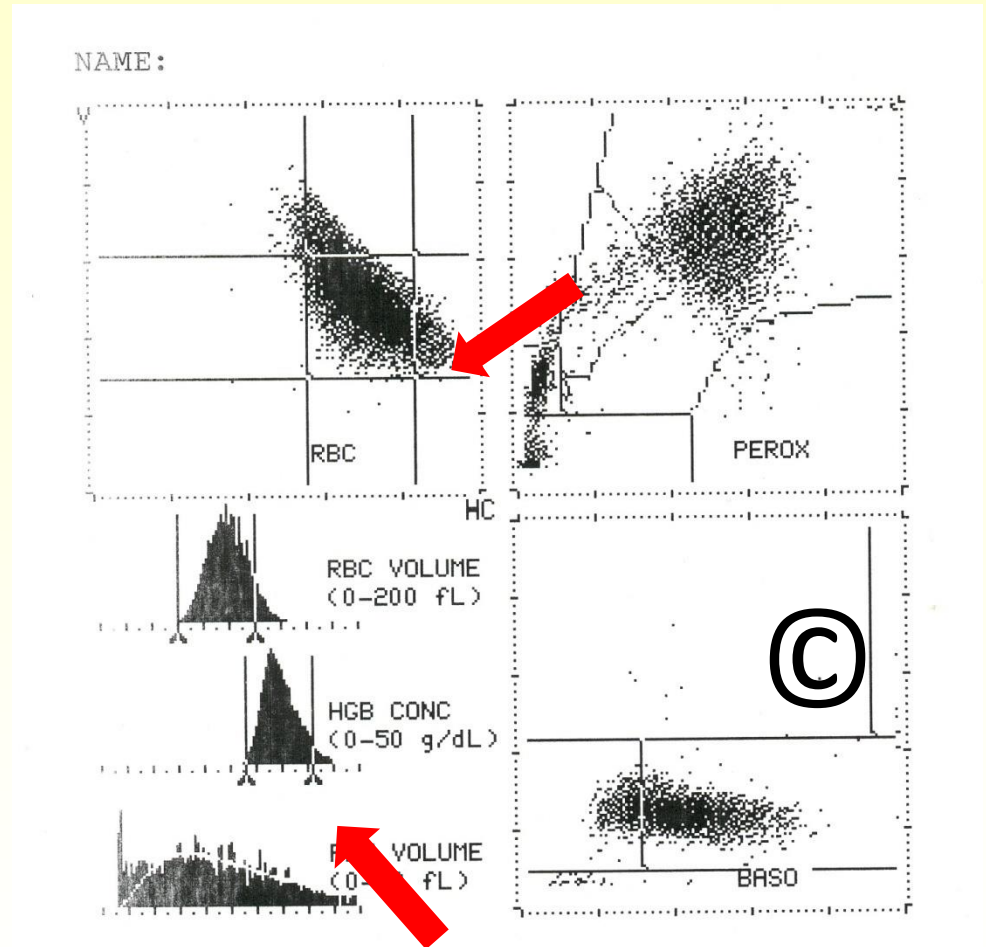 NAME:
V
RBC
HC
PEROX
RBC VOLUME
(0-200 fL)
HGB CONC
(0-50 g/dL)
VOLUME
fL)
BASO
©